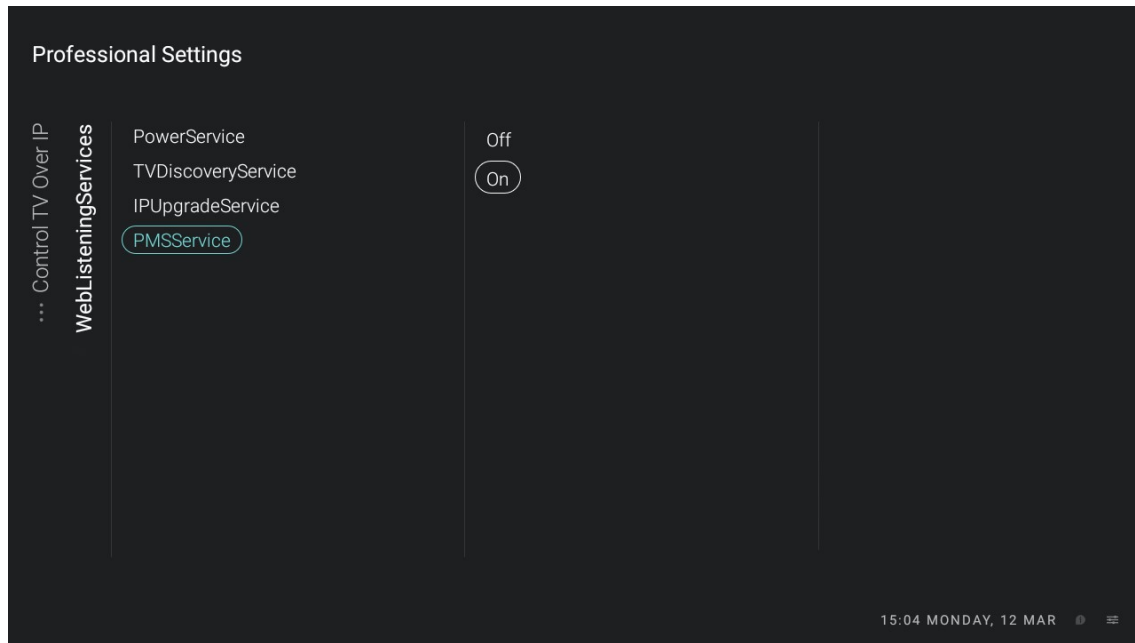 Professional Settings
... Control TV Over IP
WebListeningServices
PowerService
TVDiscoveryService
IPUpgradeService
PMSService
Off
On
15:04 MONDAY, 12 MAR